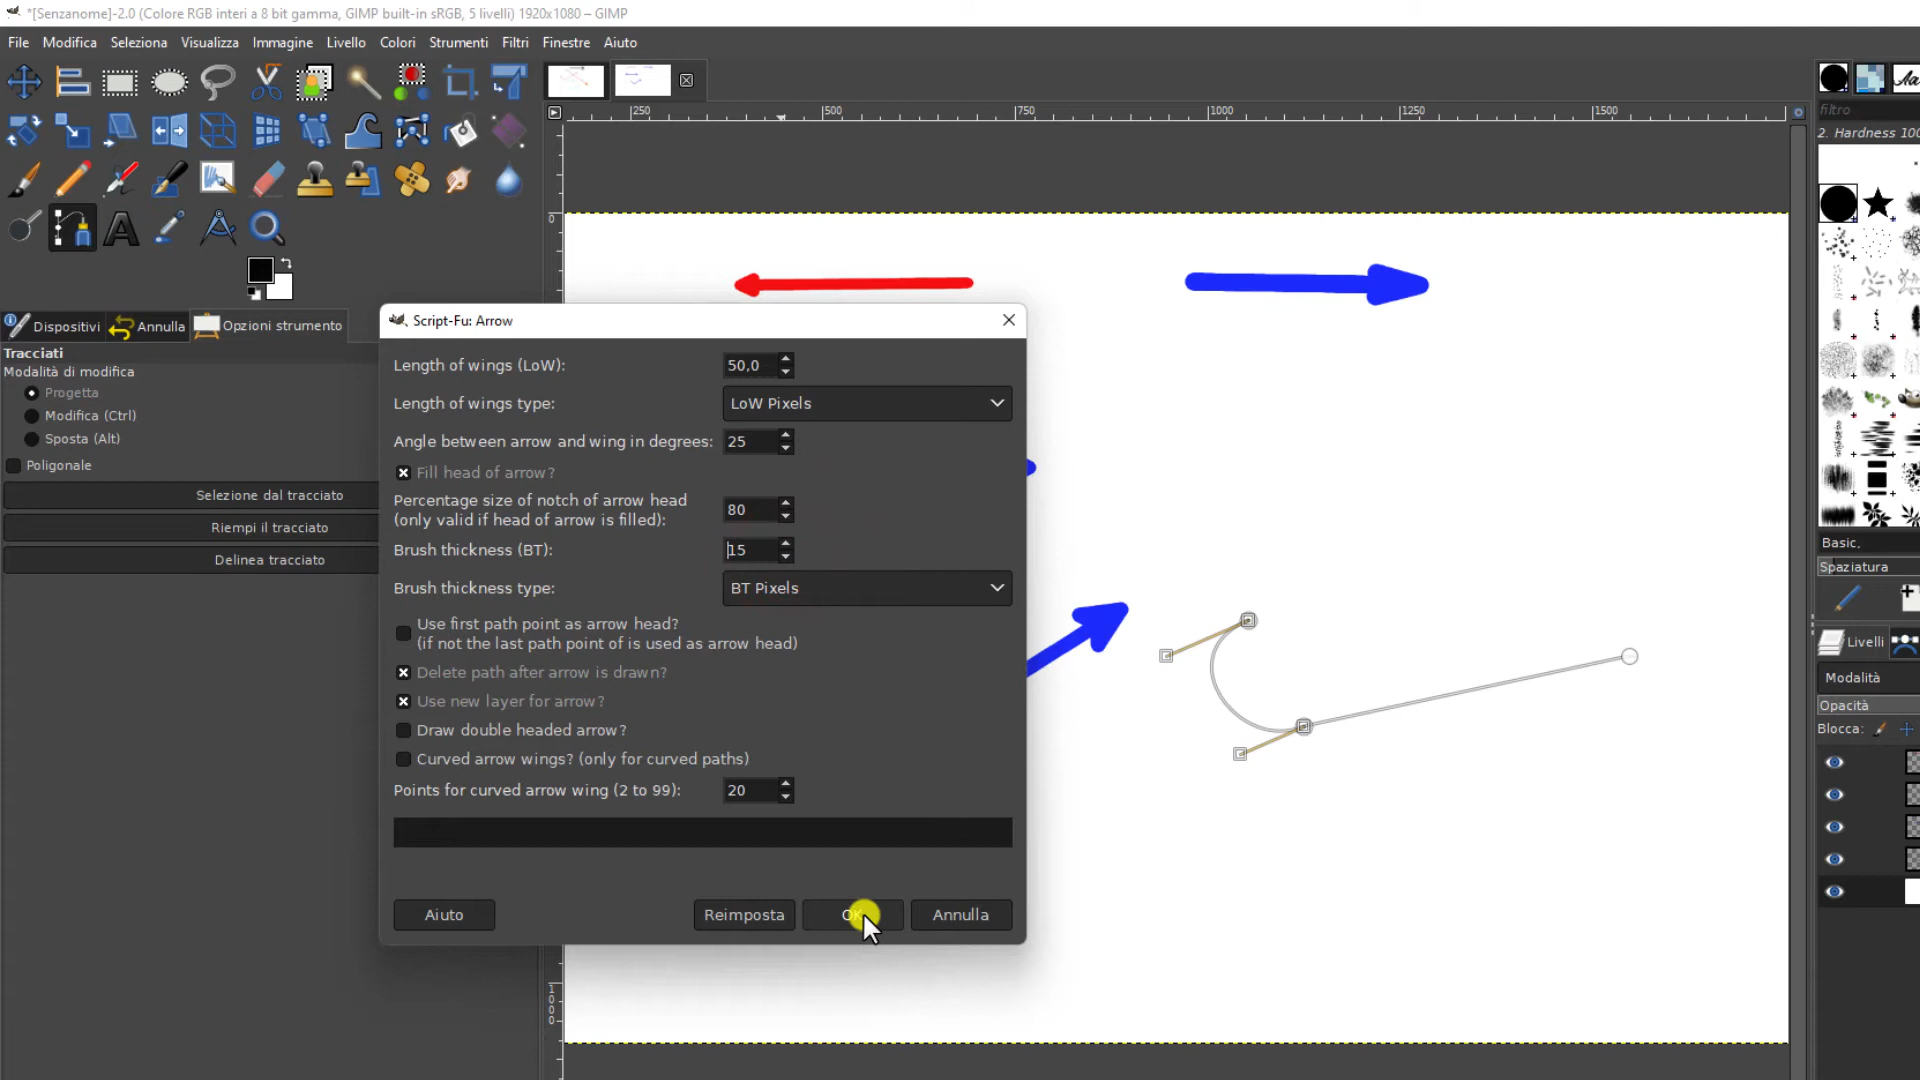 *[Senzanome]-2.0 (Colore RGB interi a 8 bit gamma, GIMP built-in sRGB, 5 livelli) 1920x1080 – GIMP
File Modifica Seleziona Visualizza Immagine Livello Colori Strumenti Filtri Finestre Aiuto
250 500 750 1000 1250 1500
filtro
2. Hardness 100
0
Dispositivi Annulla Opzioni strumento
Tracciati
Modalità di modifica
Progetta
Modifica (Ctrl)
Sposta (Alt)
Poligonale
Selezione dal tracciato
Riempi il tracciato
Delinea tracciato
Script-Fu: Arrow
Length of wings (LoW): 50,0
Length of wings type: LoW Pixels
Angle between arrow and wing in degrees: 25
Fill head of arrow?
Percentage size of notch of arrow head
(only valid if head of arrow is filled): 80
Brush thickness (BT): 15
Brush thickness type: BT Pixels
Use first path point as arrow head?
(if not the last path point of is used as arrow head)
Delete path after arrow is drawn?
Use new layer for arrow?
Draw double headed arrow?
Curved arrow wings? (only for curved paths)
Points for curved arrow wing (2 to 99): 20
Aiuto Reimposta OK Annulla
1000
Basic,
Spaziatura
Livelli
Modalità
Opacità
Blocca: